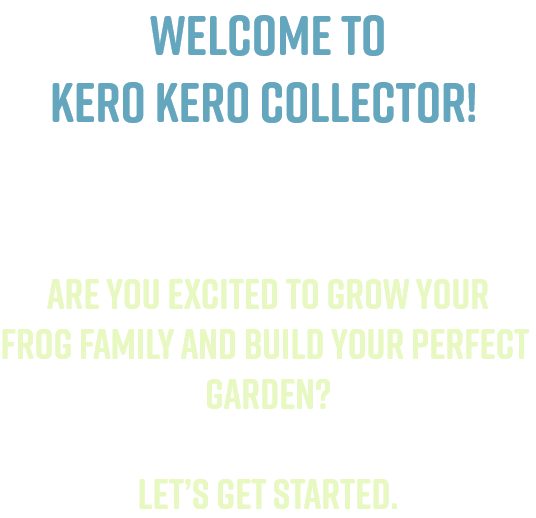 WELCOME TO
KERO KERO COLLECTOR!
ARE YOU EXCITED TO GROW YOUR
FROG FAMILY AND BUILD YOUR PERFECT
GARDEN?
LET'S GET STARTED.